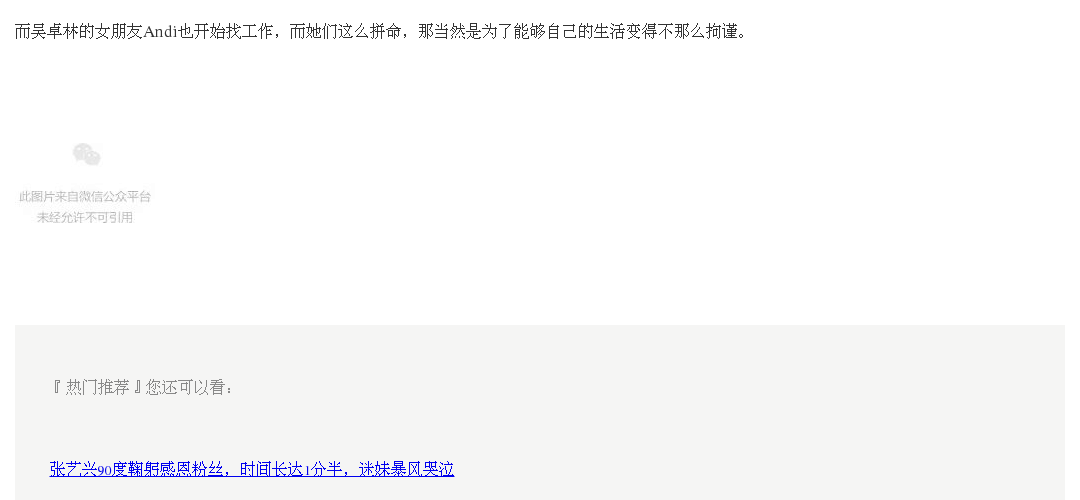 而吴卓林的女朋友Andi也开始找工作，而她们这么拼命，那当然是为了能够自己的生活变得不那么拘谨。
此图片来自微信公众平台
未经允许不可引用
『 热门推荐 』您还可以看：
张艺兴90度鞠躬感恩粉丝，时间长达1分半，迷妹暴风哭泣